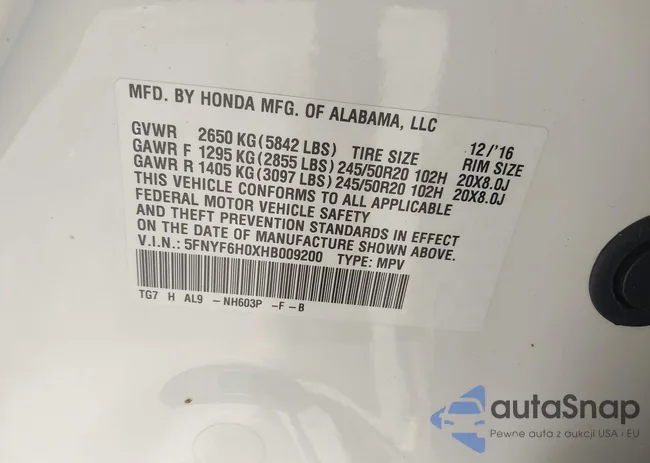 MFD. BY HONDA MFG. OF ALABAMA, LLC
GVWR 2650 KG (5842 LBS) TIRE SIZE 12/'16 RIM SIZE
GAWR F 1295 KG (2855 LBS) 245/50R20 102H 20X8.0J
GAWR R 1405 KG (3097 LBS) 245/50R20 102H 20X8.0J
THIS VEHICLE CONFORMS TO ALL APPLICABLE
FEDERAL MOTOR VEHICLE SAFETY
AND THEFT PREVENTION STANDARDS IN EFFECT
ON THE DATE OF MANUFACTURE SHOWN ABOVE.
V.I.N.: 5FNYF6H0XHB009200 TYPE: MPV
TG7 H AL9 - NH603P -F -B
autaSnap
Pewne auta z aukcji USA i EU